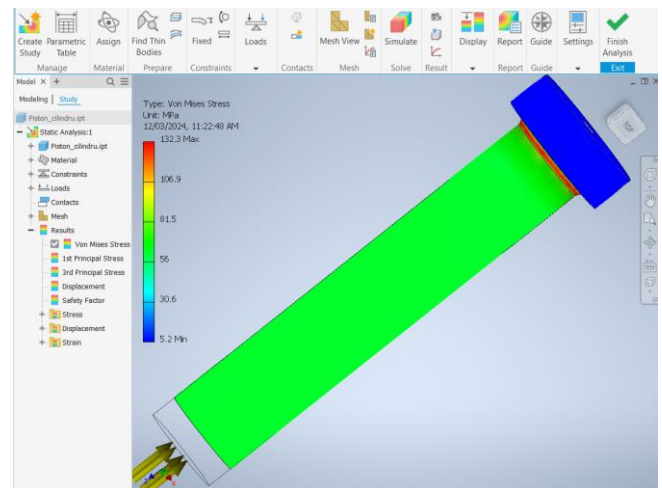 Create Study
Parametric Table
Assign
Find Thin Bodies
Fixed
Loads
Mesh View
Simulate
Display
Report
Guide
Settings
Finish Analysis
Manage
Material
Prepare
Constraints
Contacts
Mesh
Solve
Result
Report
Guide
Exit
Model × +
Modeling | Study
Piston_cilindru.ipt
Static Analysis:1
Piston_cilindru.ipt
Material
Constraints
Loads
Contacts
Mesh
Results
Von Mises Stress
1st Principal Stress
3rd Principal Stress
Displacement
Safety Factor
Stress
Displacement
Strain
Type: Von Mises Stress
Unit: MPa
12/03/2024, 11:22:48 AM
132.3 Max
106.9
81.5
56
30.6
5.2 Min